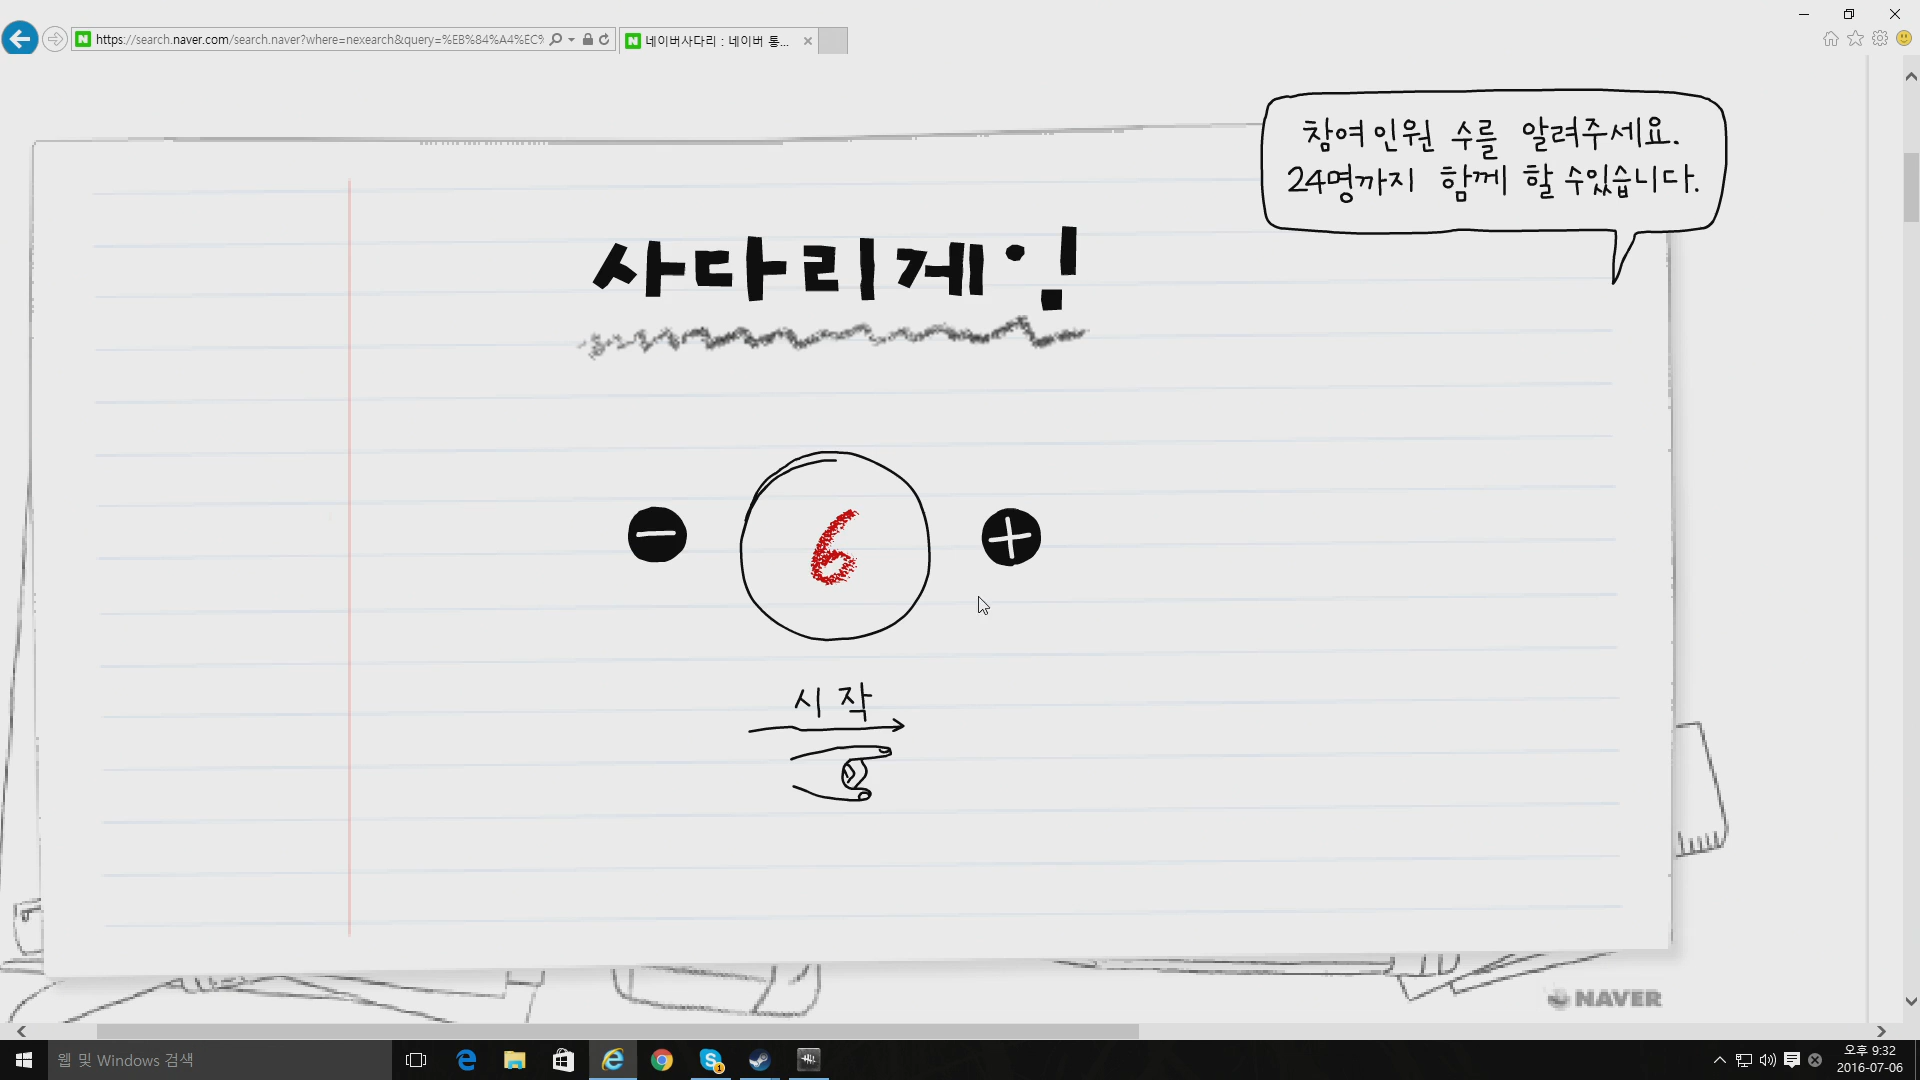 https://search.naver.com/search.naver?where=nexearch&query=%EB%84%A4%EC%
네이버사다리 : 네이버 통...
참여인원 수를 알려주세요.
24명까지 함께 할 수있습니다.
사다리게임
6
시작
NAVER
웹 및 Windows 검색
1
오후 9:32
2016-07-06